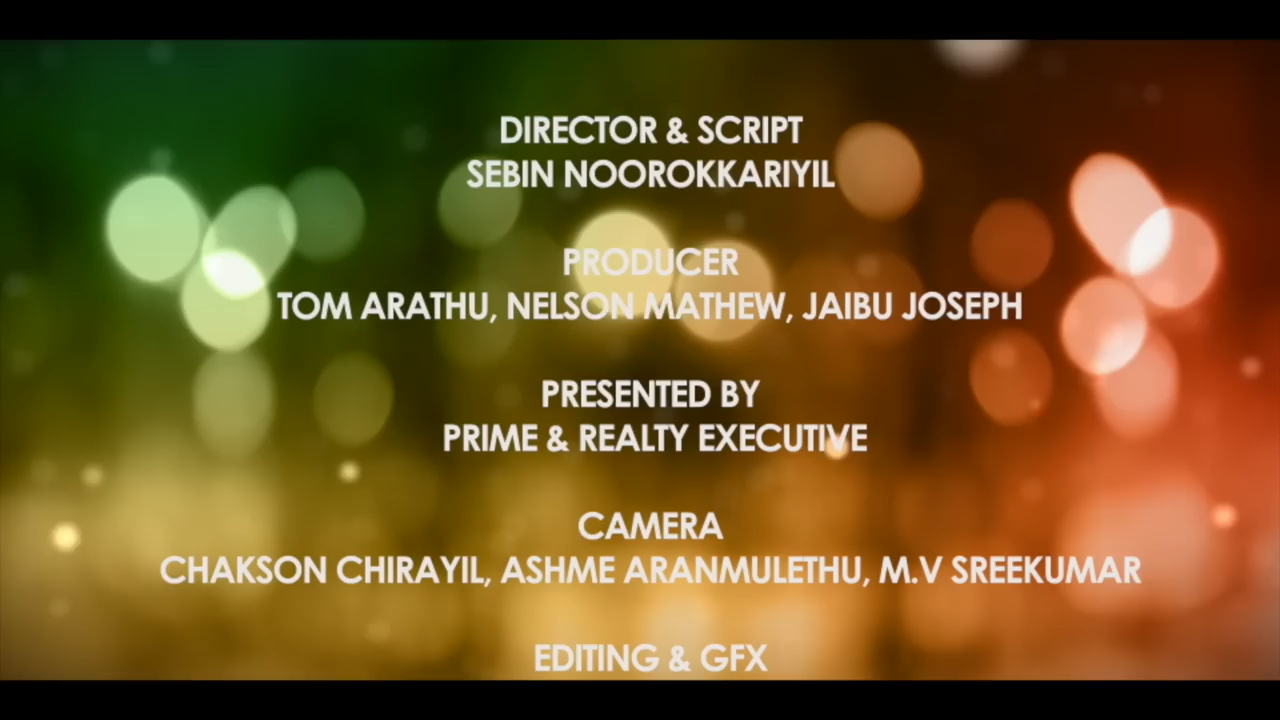 DIRECTOR & SCRIPT
SEBIN NOOROKKARIYIL
PRODUCER
TOM ARATHU, NELSON MATHEW, JAIBU JOSEPH
PRESENTED BY
PRIME & REALTY EXECUTIVE
CAMERA
CHAKSON CHIRAYIL, ASHME ARANMULETHU, M.V SREEKUMAR
EDITING & GFX